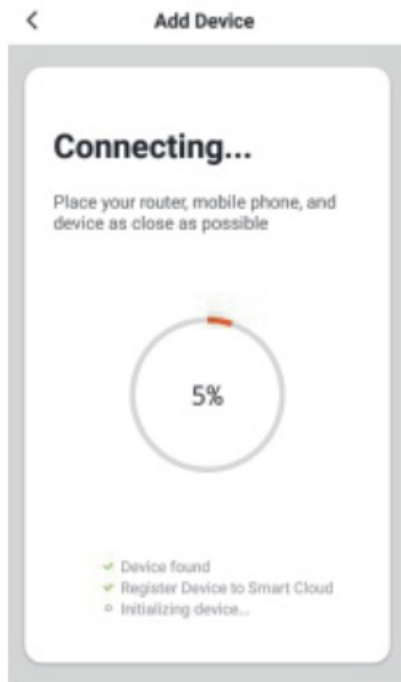 Add Device
Connecting...
Place your router, mobile phone, and
device as close as possible
5%
Device found
Register Device to Smart Cloud
Initializing device...